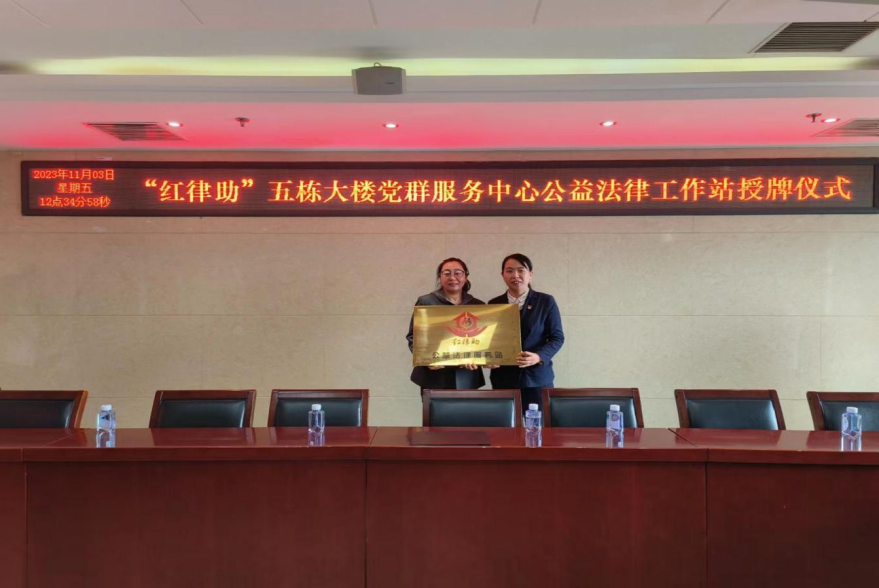 2023年11月03日
星期五
12点34分58秒
“红律助”五栋大楼党群服务中心公益法律工作站授牌仪式
红律助
公益法律服务站